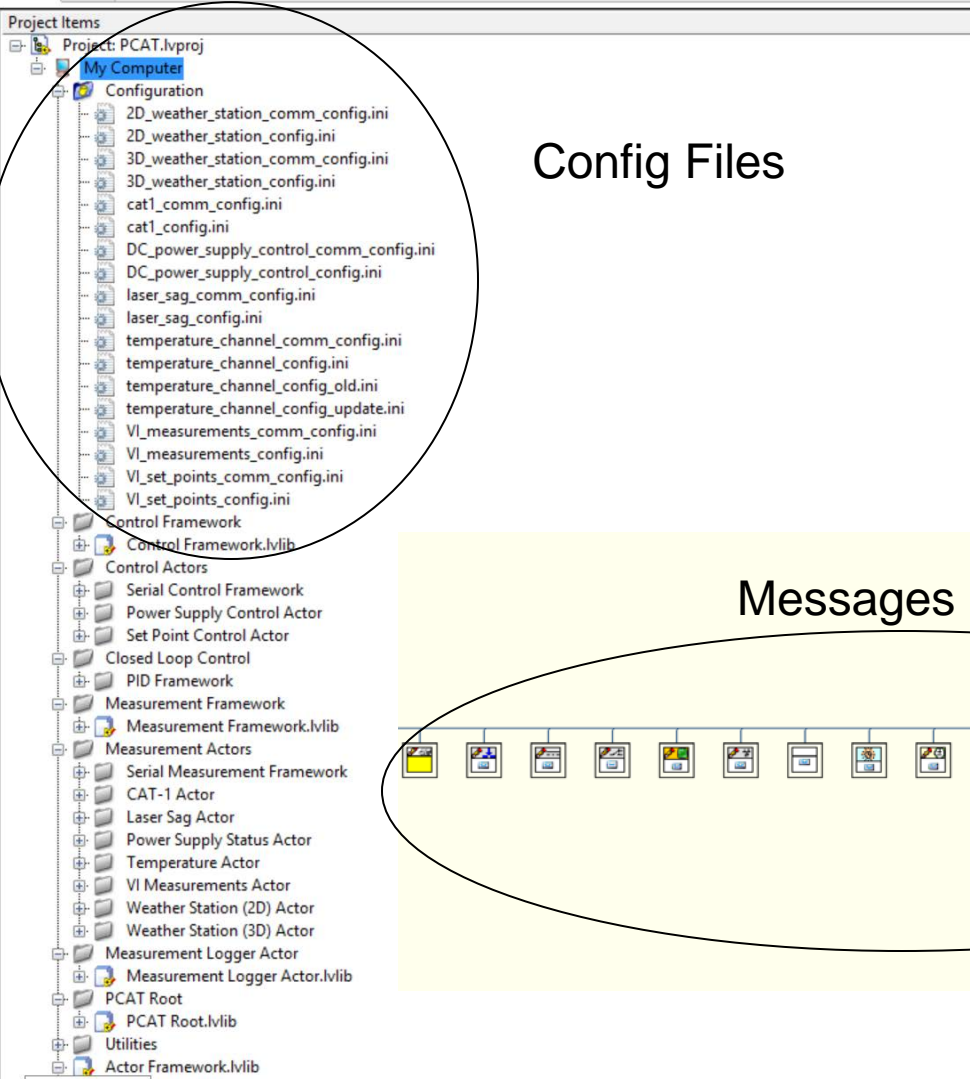 Project Items
Project: PCAT.lvproj
My Computer
Configuration
2D_weather_station_comm_config.ini
2D_weather_station_config.ini
3D_weather_station_comm_config.ini
3D_weather_station_config.ini
cat1_comm_config.ini
cat1_config.ini
DC_power_supply_control_comm_config.ini
DC_power_supply_control_config.ini
laser_sag_comm_config.ini
laser_sag_config.ini
temperature_channel_comm_config.ini
temperature_channel_config.ini
temperature_channel_config_old.ini
temperature_channel_config_update.ini
VI_measurements_comm_config.ini
VI_measurements_config.ini
VI_set_points_comm_config.ini
VI_set_points_config.ini
Control Framework
Control Framework.lvlib
Control Actors
Serial Control Framework
Power Supply Control Actor
Set Point Control Actor
Closed Loop Control
PID Framework
Measurement Framework
Measurement Framework.lvlib
Measurement Actors
Serial Measurement Framework
CAT-1 Actor
Laser Sag Actor
Power Supply Status Actor
Temperature Actor
VI Measurements Actor
Weather Station (2D) Actor
Weather Station (3D) Actor
Measurement Logger Actor
Measurement Logger Actor.lvlib
PCAT Root
PCAT Root.lvlib
Utilities
Actor Framework.lvlib
Config Files
Messages